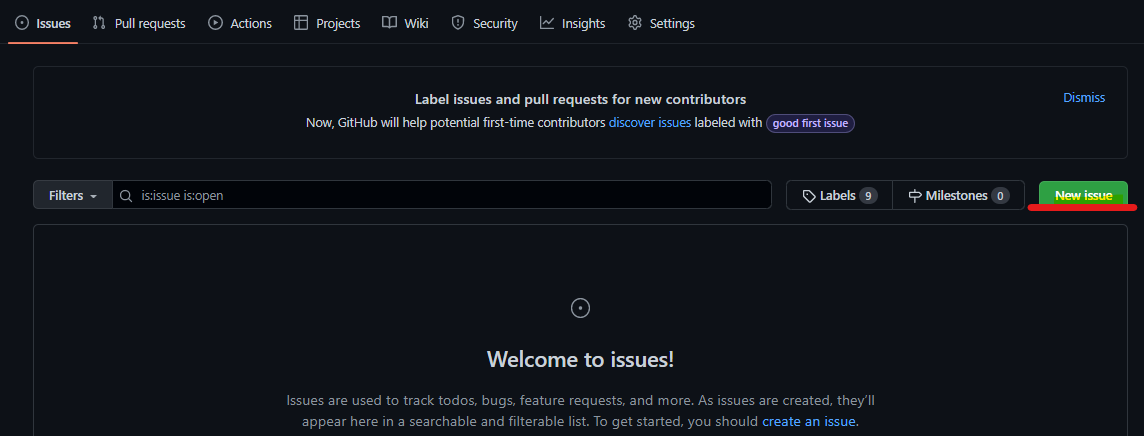 Issues Pull requests Actions Projects Wiki Security Insights Settings
Label issues and pull requests for new contributors
Dismiss
Now, GitHub will help potential first-time contributors discover issues labeled with good first issue
Filters is:issue is:open Labels 9 Milestones 0 New issue
Welcome to issues!
Issues are used to track todos, bugs, feature requests, and more. As issues are created, they’ll
appear here in a searchable and filterable list. To get started, you should create an issue.